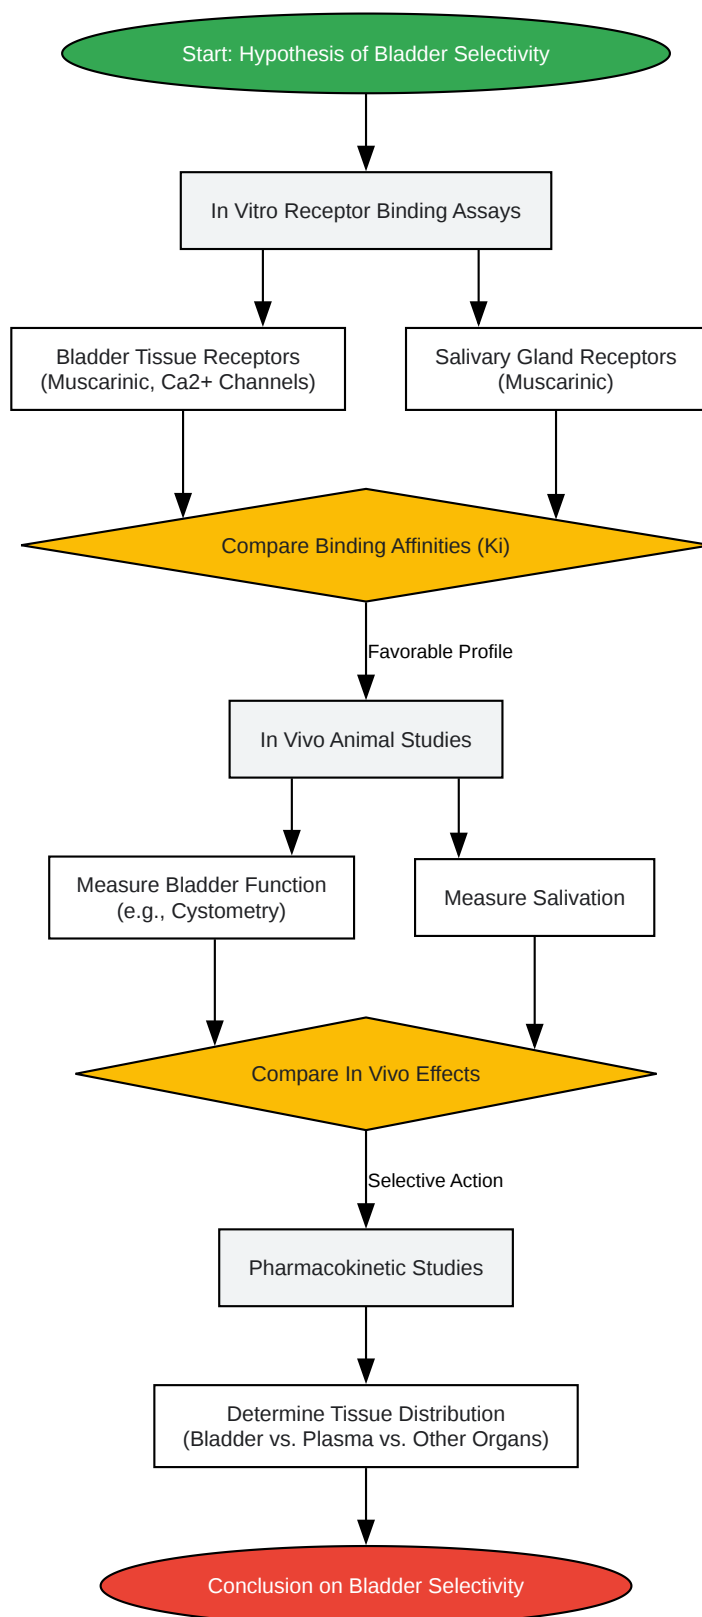 Start: Hypothesis of Bladder Selectivity
In Vitro Receptor Binding Assays
Bladder Tissue Receptors
(Muscarinic, Ca2+ Channels)
Salivary Gland Receptors
(Muscarinic)
Compare Binding Affinities (Ki)
Favorable Profile
In Vivo Animal Studies
Measure Bladder Function
(e.g., Cystometry)
Measure Salivation
Compare In Vivo Effects
Selective Action
Pharmacokinetic Studies
Determine Tissue Distribution
(Bladder vs. Plasma vs. Other Organs)
Conclusion on Bladder Selectivity